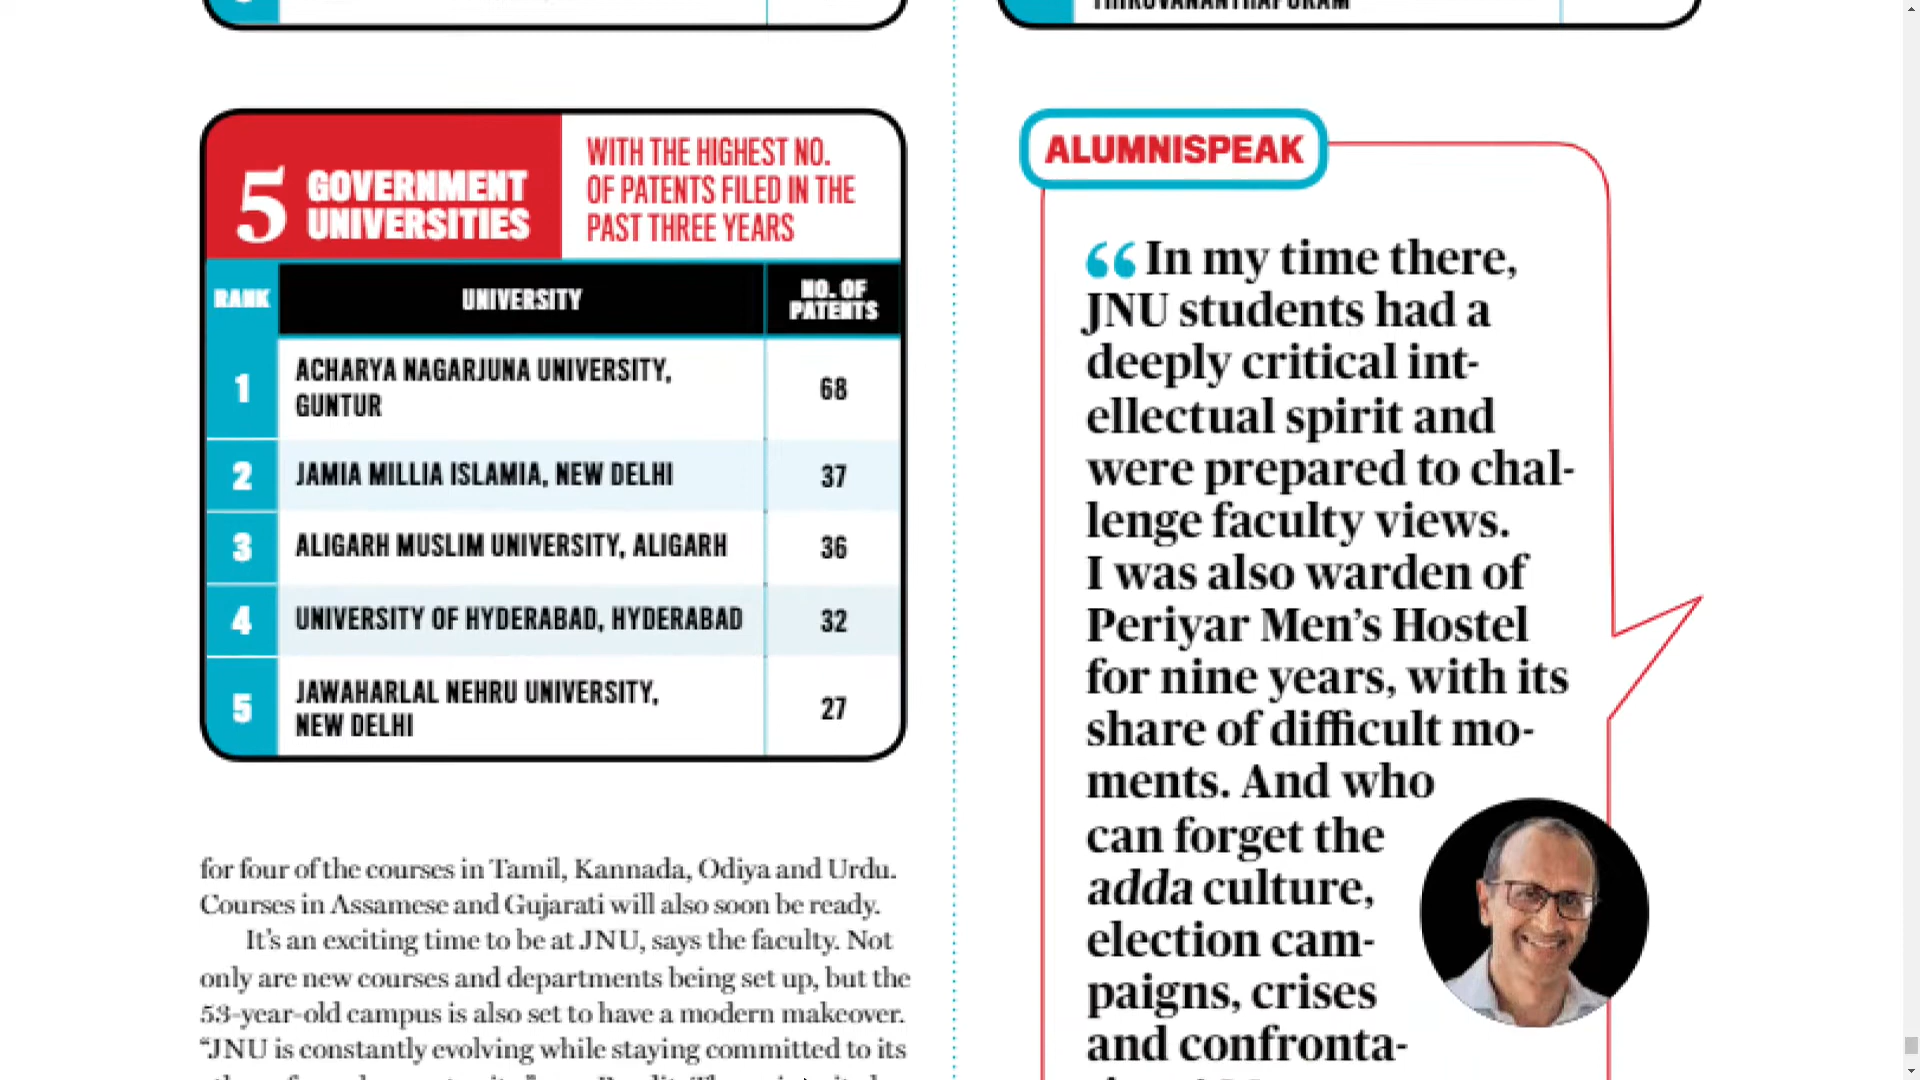 THIRUVANANTHAPURAM
5 GOVERNMENT
UNIVERSITIES
WITH THE HIGHEST NO.
OF PATENTS FILED IN THE
PAST THREE YEARS
RANK UNIVERSITY NO. OF
PATENTS
1 ACHARYA NAGARJUNA UNIVERSITY,
GUNTUR 68
2 JAMIA MILLIA ISLAMIA, NEW DELHI 37
3 ALIGARH MUSLIM UNIVERSITY, ALIGARH 36
4 UNIVERSITY OF HYDERABAD, HYDERABAD 32
5 JAWAHARLAL NEHRU UNIVERSITY,
NEW DELHI 27
for four of the courses in Tamil, Kannada, Odiya and Urdu.
Courses in Assamese and Gujarati will also soon be ready.
It’s an exciting time to be at JNU, says the faculty. Not
only are new courses and departments being set up, but the
53-year-old campus is also set to have a modern makeover.
“JNU is constantly evolving while staying committed to its
ALUMNISPEAK
“In my time there,
JNU students had a
deeply critical int-
ellectual spirit and
were prepared to chal-
lenge faculty views.
I was also warden of
Periyar Men’s Hostel
for nine years, with its
share of difficult mo-
ments. And who
can forget the
adda culture,
election cam-
paigns, crises
and confronta-